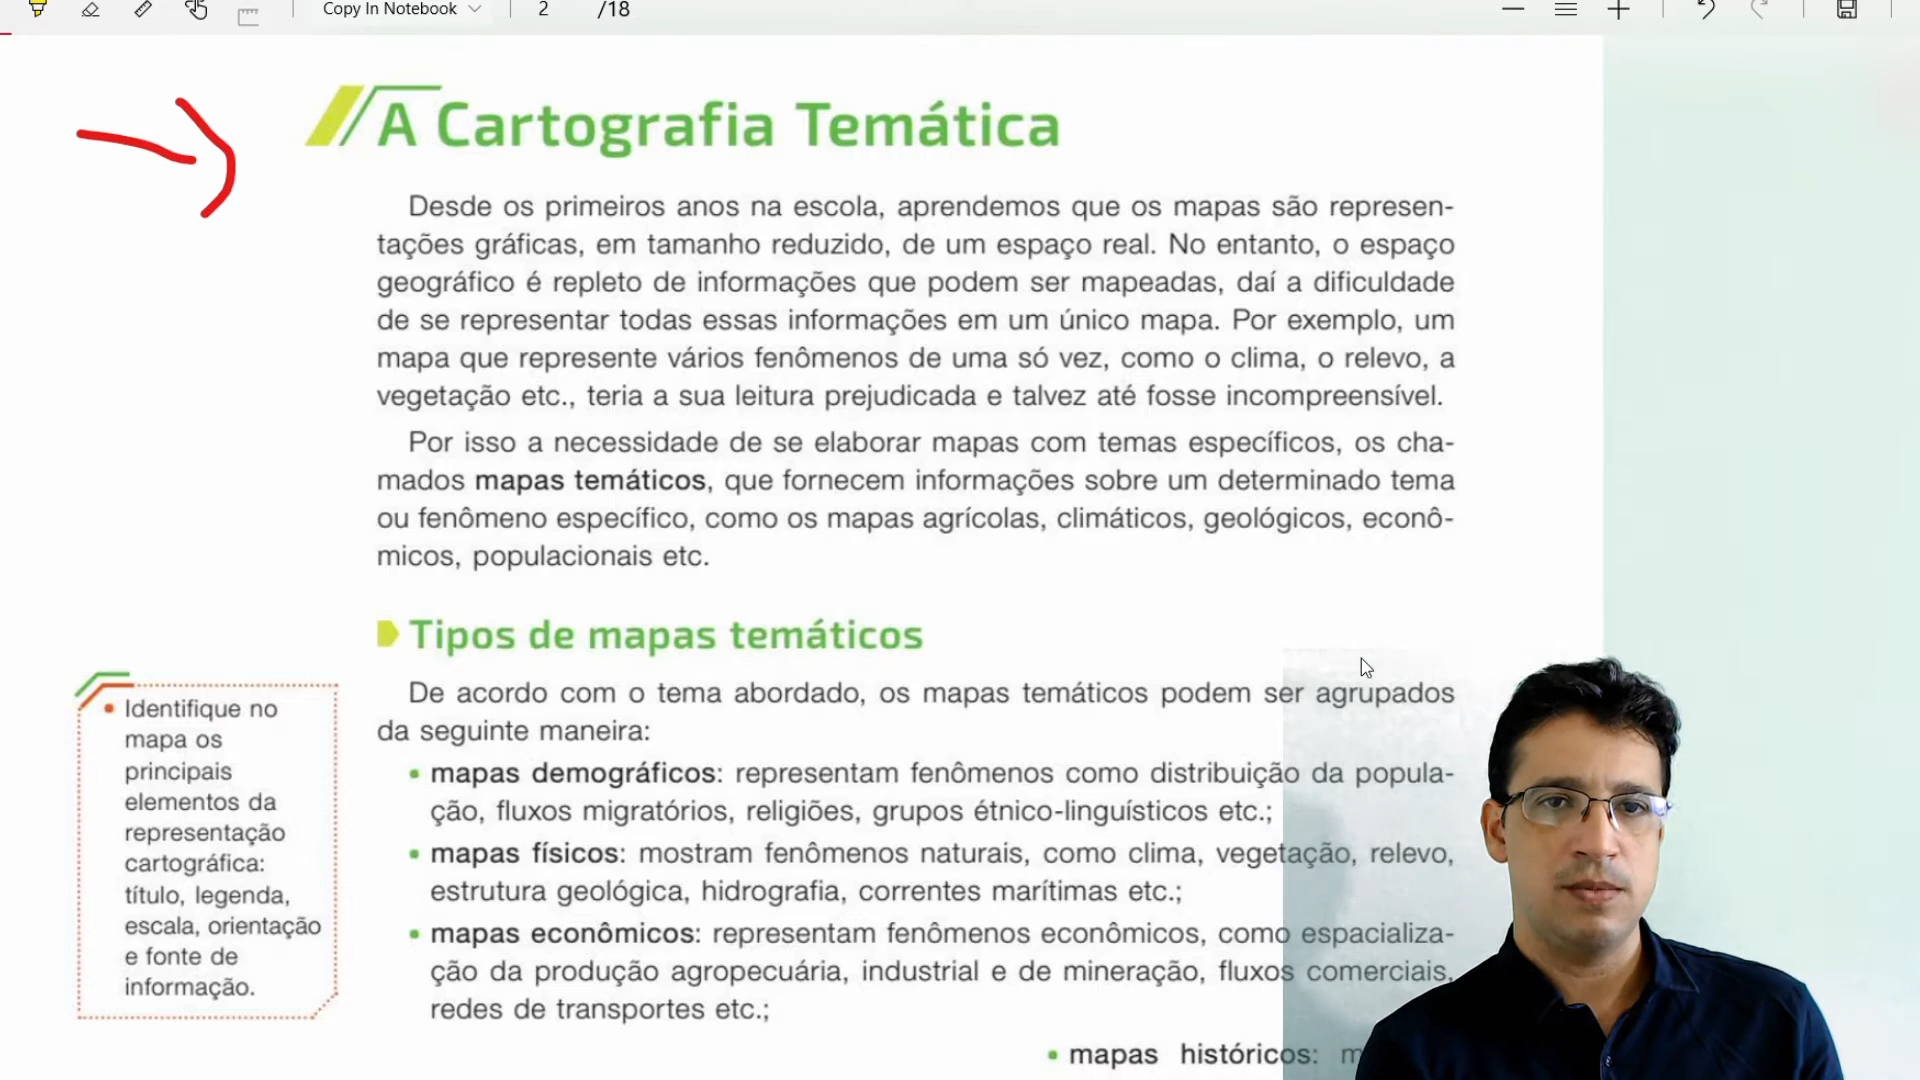 Copy In Notebook 2 /18
A Cartografia Temática
Desde os primeiros anos na escola, aprendemos que os mapas são represen-
tações gráficas, em tamanho reduzido, de um espaço real. No entanto, o espaço
geográfico é repleto de informações que podem ser mapeadas, daí a dificuldade
de se representar todas essas informações em um único mapa. Por exemplo, um
mapa que represente vários fenômenos de uma só vez, como o clima, o relevo, a
vegetação etc., teria a sua leitura prejudicada e talvez até fosse incompreensível.
Por isso a necessidade de se elaborar mapas com temas específicos, os cha-
mados mapas temáticos, que fornecem informações sobre um determinado tema
ou fenômeno específico, como os mapas agrícolas, climáticos, geológicos, econô-
micos, populacionais etc.
Tipos de mapas temáticos
De acordo com o tema abordado, os mapas temáticos podem ser agrupados
da seguinte maneira:
• mapas demográficos: representam fenômenos como distribuição da popula-
ção, fluxos migratórios, religiões, grupos étnico-linguísticos etc.;
• mapas físicos: mostram fenômenos naturais, como clima, vegetação, relevo,
estrutura geológica, hidrografia, correntes marítimas etc.;
• mapas econômicos: representam fenômenos econômicos, como espacializa-
ção da produção agropecuária, industrial e de mineração, fluxos comerciais,
redes de transportes etc.;
• mapas históricos:
• Identifique no
mapa os
principais
elementos da
representação
cartográfica:
título, legenda,
escala, orientação
e fonte de
informação.